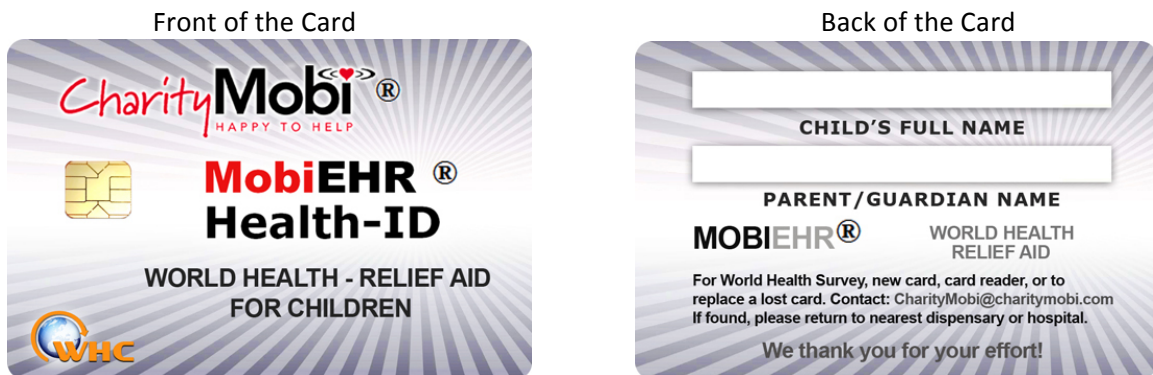 Front of the Card
CharityMobi®
HAPPY TO HELP
MobiEHR ®
Health-ID
WORLD HEALTH - RELIEF AID
FOR CHILDREN
WHC
Back of the Card
CHILD'S FULL NAME
PARENT/GUARDIAN NAME
MOBIEHR®
WORLD HEALTH
RELIEF AID
For World Health Survey, new card, card reader, or to
replace a lost card. Contact: CharityMobi@charitymobi.com
If found, please return to nearest dispensary or hospital.
We thank you for your effort!